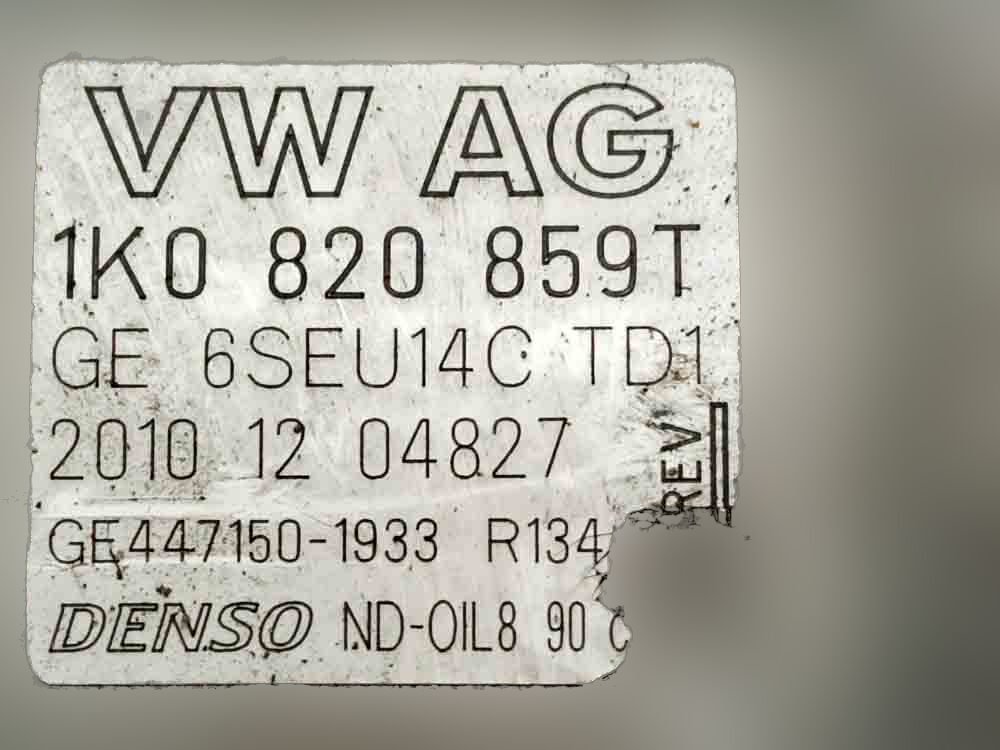 VW AG
1K0 820 859T
GE 6SEU14C TD1
2010 12 04827
REV
GE447150-1933 R134
DENSO ND-OIL8 90